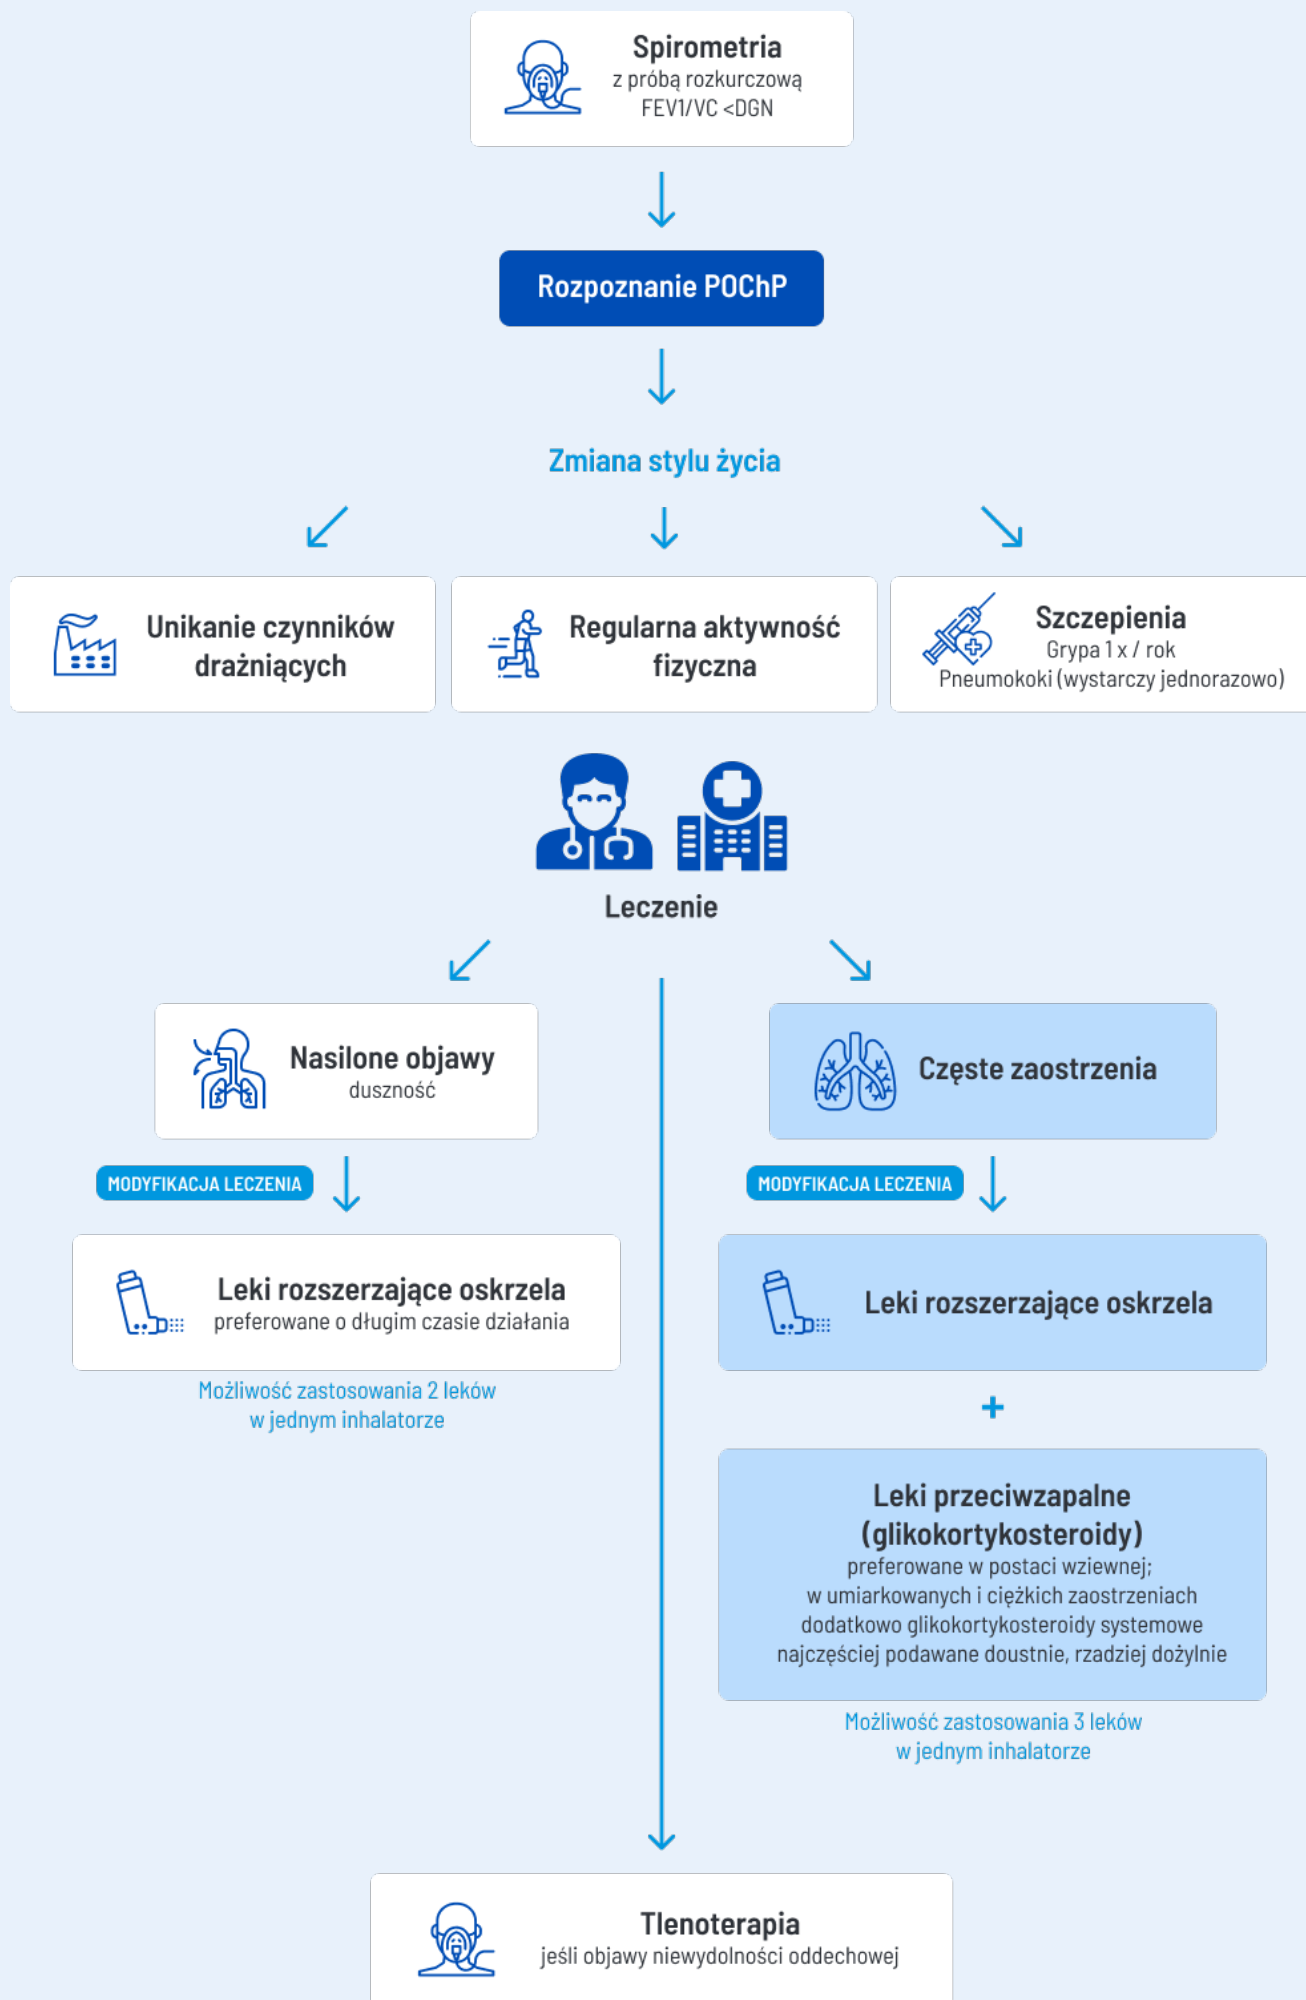 Spirometria
z próbą rozkurczową
FEV1/VC <DGN
Rozpoznanie POChP
Zmiana stylu życia
Unikanie czynników
drażniących
Regularna aktywność
fizyczna
Szczepienia
Grypa 1 x / rok
Pneumokoki (wystarczy jednorazowo)
Leczenie
Nasilone objawy
duszność
MODYFIKACJA LECZENIA
Leki rozszerzające oskrzela
preferowane o długim czasie działania
Możliwość zastosowania 2 leków
w jednym inhalatorze
Częste zaostrzenia
MODYFIKACJA LECZENIA
Leki rozszerzające oskrzela
+
Leki przeciwzapalne
(glikokortykosteroidy)
preferowane w postaci wziewnej;
w umiarkowanych i ciężkich zaostrzeniach
dodatkowo glikokortykosteroidy systemowe
najczęściej podawane doustnie, rzadziej dożylnie
Możliwość zastosowania 3 leków
w jednym inhalatorze
Tlenoterapia
jeśli objawy niewydolności oddechowej